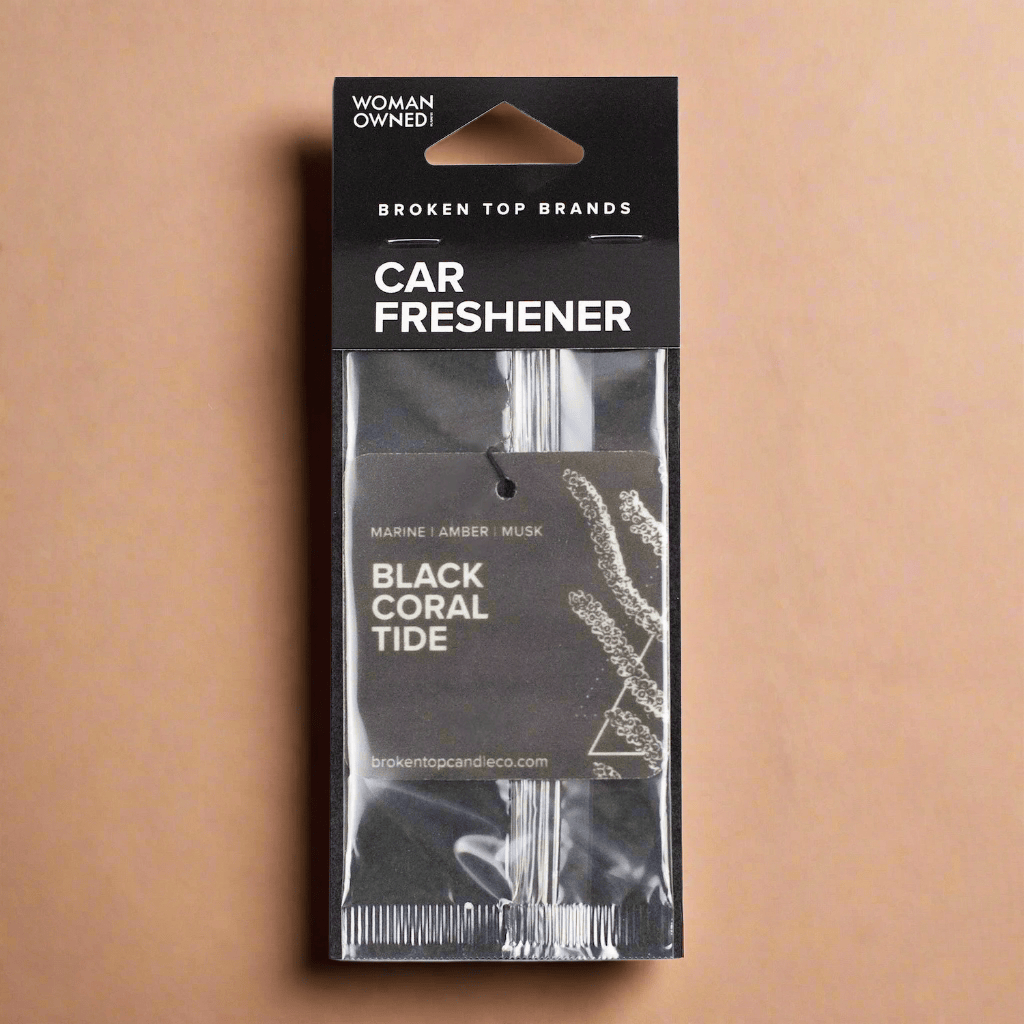 WOMAN
OWNED
BROKEN TOP BRANDS
CAR
FRESHENER
MARINE | AMBER | MUSK
BLACK
CORAL
TIDE
brokentopcandleco.com